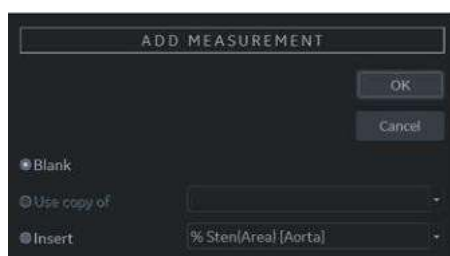 ADD MEASUREMENT
OK
Cancel
Blank
Use copy of
Insert
% Sten(Area) [Aorta]